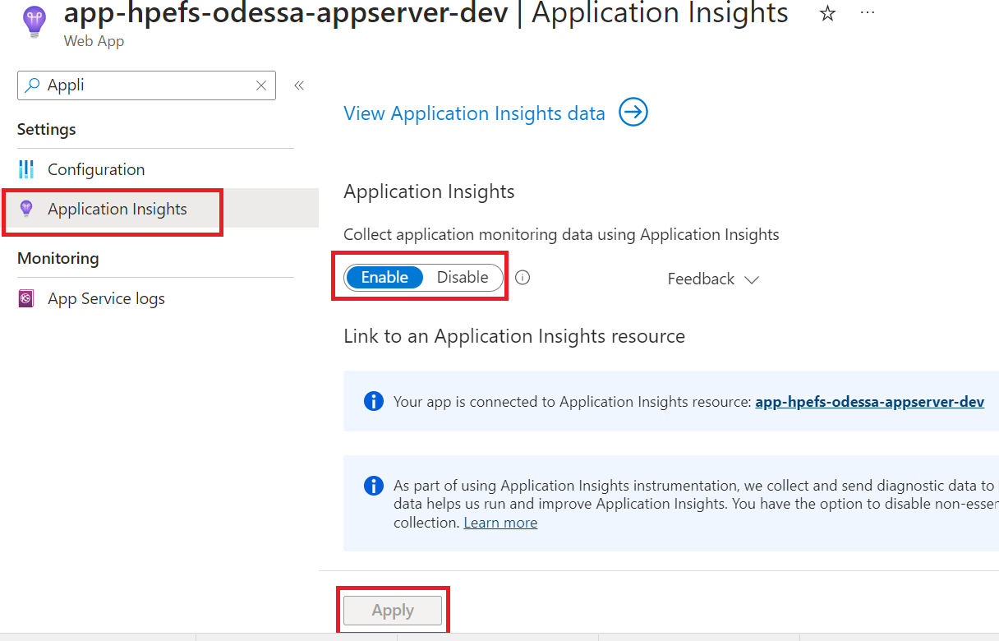 app-hpefs-odessa-appserver-dev | Application Insights
Web App
Appli
Settings
Configuration
Application Insights
Monitoring
App Service logs
View Application Insights data
Application Insights
Collect application monitoring data using Application Insights
Enable Disable
Feedback
Link to an Application Insights resource
Your app is connected to Application Insights resource: app-hpefs-odessa-appserver-dev
As part of using Application Insights instrumentation, we collect and send diagnostic data to
data helps us run and improve Application Insights. You have the option to disable non-essen
collection. Learn more
Apply